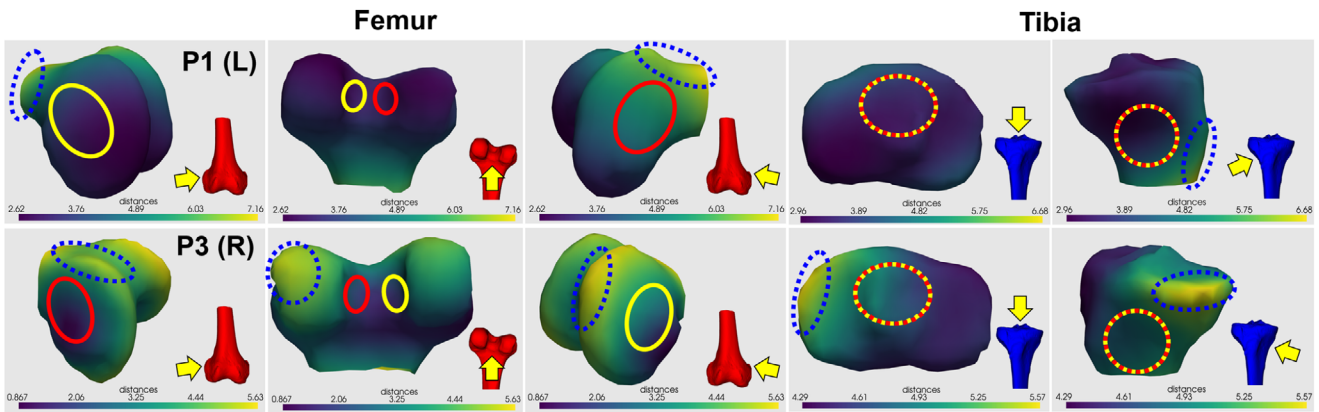 Femur
Tibia
P1 (L)
distances
2.62 3.76 4.89 6.03 7.16
distances
2.62 3.76 4.89 6.03 7.16
distances
2.62 3.76 4.89 6.03 7.16
distances
2.96 3.89 4.82 5.75 6.68
distances
2.96 3.89 4.82 5.75 6.68
P3 (R)
distances
0.867 2.06 3.25 4.44 5.63
distances
0.867 2.06 3.25 4.44 5.63
distances
0.867 2.06 3.25 4.44 5.63
distances
4.29 4.61 4.93 5.25 5.57
distances
4.29 4.61 4.93 5.25 5.57